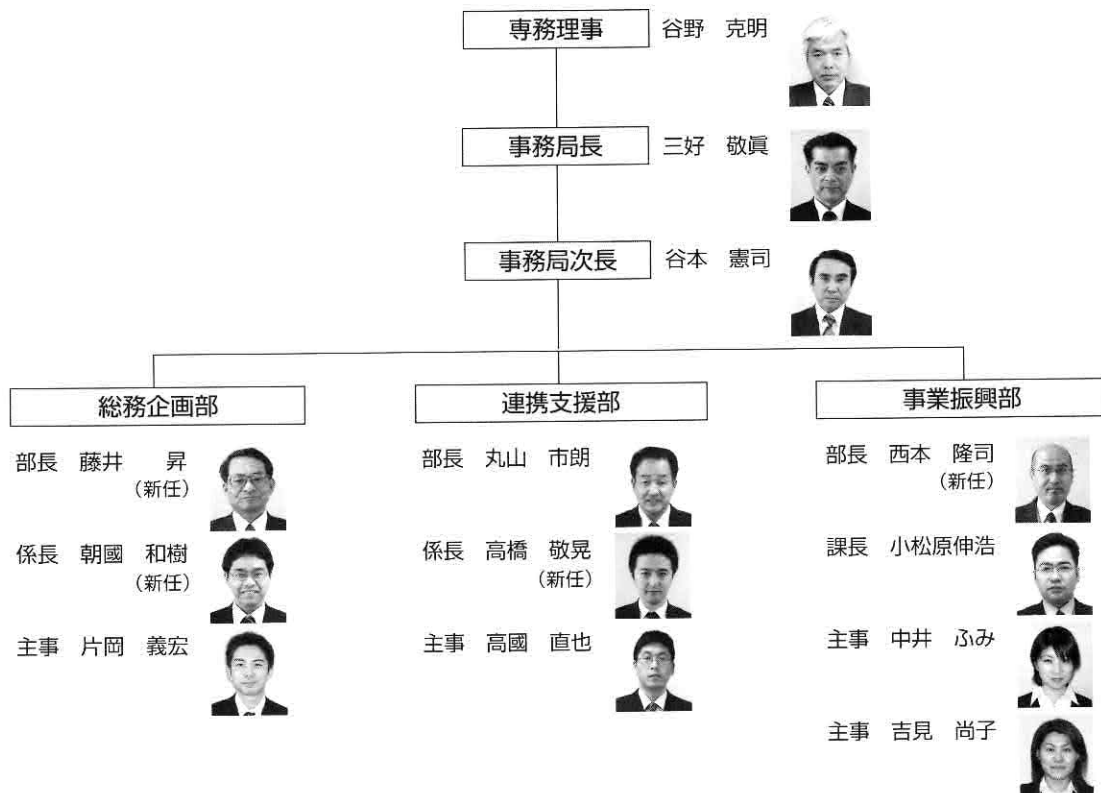 専務理事 谷野 克明
事務局長 三好 敬眞
事務局次長 谷本 憲司
総務企画部
部長 藤井 昇
(新任)
係長 朝國 和樹
(新任)
主事 片岡 義宏
連携支援部
部長 丸山 市朗
係長 高橋 敬晃
(新任)
主事 高國 直也
事業振興部
部長 西本 隆司
(新任)
課長 小松原伸浩
主事 中井 ふみ
主事 吉見 尚子